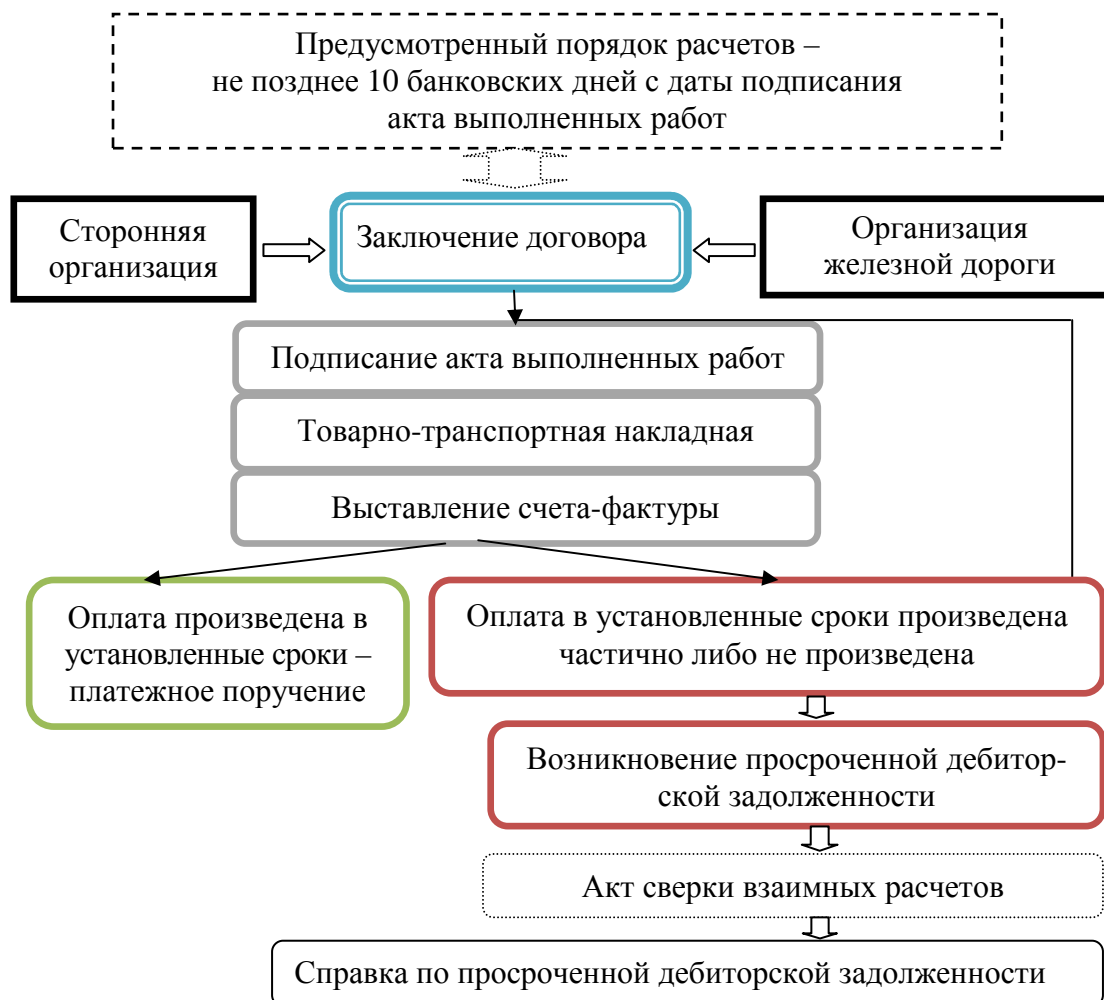 Предусмотренный порядок расчетов –
не позднее 10 банковских дней с даты подписания
акта выполненных работ
Сторонняя
организация
Заключение договора
Организация
железной дороги
Подписание акта выполненных работ
Товарно-транспортная накладная
Выставление счета-фактуры
Оплата произведена в
установленные сроки –
платежное поручение
Оплата в установленные сроки произведена
частично либо не произведена
Возникновение просроченной дебитор-
ской задолженности
Акт сверки взаимных расчетов
Справка по просроченной дебиторской задолженности